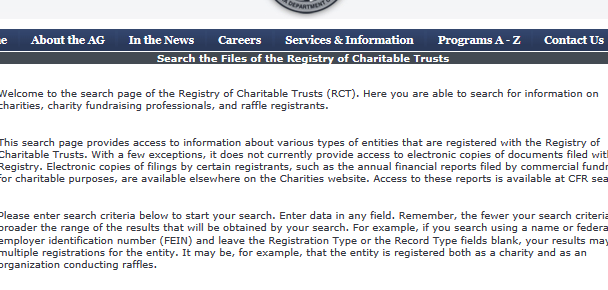 A DEPARTMENT
e About the AG In the News Careers Services & Information Programs A - Z Contact Us
Search the Files of the Registry of Charitable Trusts
Welcome to the search page of the Registry of Charitable Trusts (RCT). Here you are able to search for information on
charities, charity fundraising professionals, and raffle registrants.
This search page provides access to information about various types of entities that are registered with the Registry of
Charitable Trusts. With a few exceptions, it does not currently provide access to electronic copies of documents filed wit
Registry. Electronic copies of filings by certain registrants, such as the annual financial reports filed by commercial fund
for charitable purposes, are available elsewhere on the Charities website. Access to these reports is available at CFR sea
Please enter search criteria below to start your search. Enter data in any field. Remember, the fewer your search criteri
broader the range of the results that will be obtained by your search. For example, if you search using a name or federa
employer identification number (FEIN) and leave the Registration Type or the Record Type fields blank, your results may
multiple registrations for the entity. It may be, for example, that the entity is registered both as a charity and as an
organization conducting raffles.